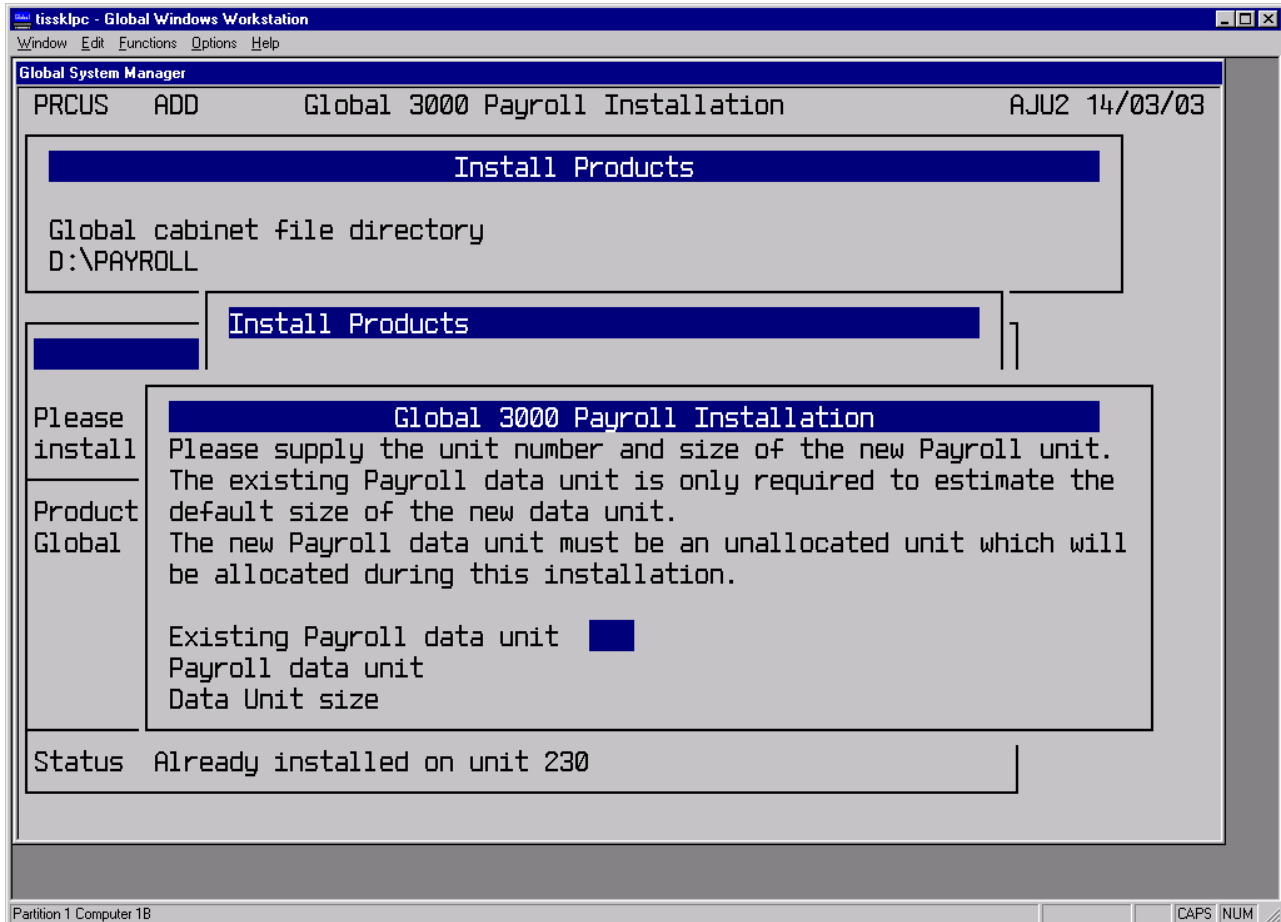 tissklpc - Global Windows Workstation
Window Edit Functions Options Help
Global System Manager
PRCUS ADD Global 3000 Payroll Installation AJU2 14/03/03
Install Products
Global cabinet file directory
D:\PAYROLL
Install Products
Please
install
Product
Global
Global 3000 Payroll Installation
Please supply the unit number and size of the new Payroll unit.
The existing Payroll data unit is only required to estimate the
default size of the new data unit.
The new Payroll data unit must be an unallocated unit which will
be allocated during this installation.
Existing Payroll data unit
Payroll data unit
Data Unit size
Status Already installed on unit 230
Partition 1 Computer 1B
CAPS NUM